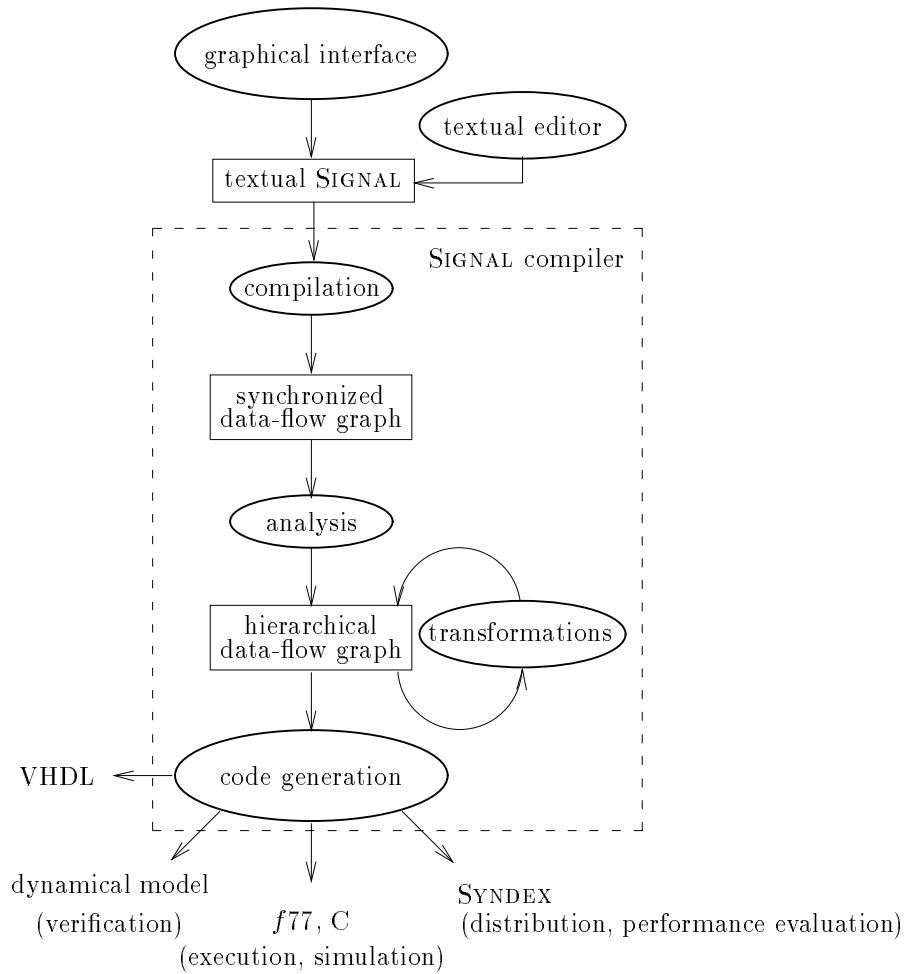 graphical interface
textual editor
textual SIGNAL
SIGNAL compiler
compilation
synchronized
data-flow graph
analysis
hierarchical
data-flow graph
transformations
code generation
VHDL
dynamical model
(verification)
f77, C
(execution, simulation)
SYNDEX
(distribution, performance evaluation)